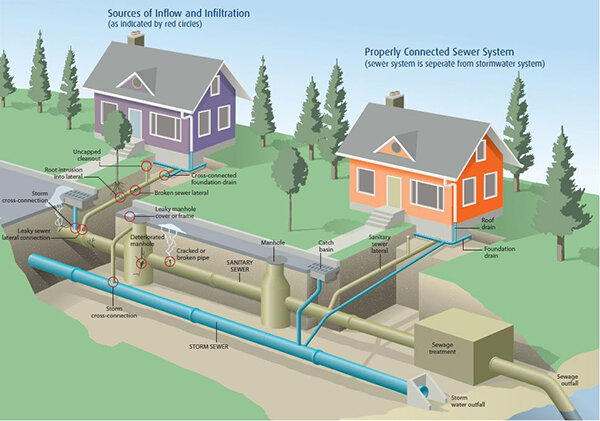 Sources of Inflow and Infiltration
(as indicated by red circles)
Properly Connected Sewer System
(sewer system is seperate from stormwater system)
Uncapped
cleanout
Root intrusion
into lateral
Cross-connected
foundation drain
Broken sewer lateral
Storm
cross-connection
Leaky manhole
cover or frame
Leaky sewer
lateral connection
Deteriorated
manhole
Cracked or
broken pipe
Manhole
Catch
basin
Sanitary
sewer
lateral
Roof
drain
Foundation
drain
SANITARY
SEWER
Storm
cross-connection
STORM SEWER
Sewage
treatment
Sewage
outfall
Storm
water outfall